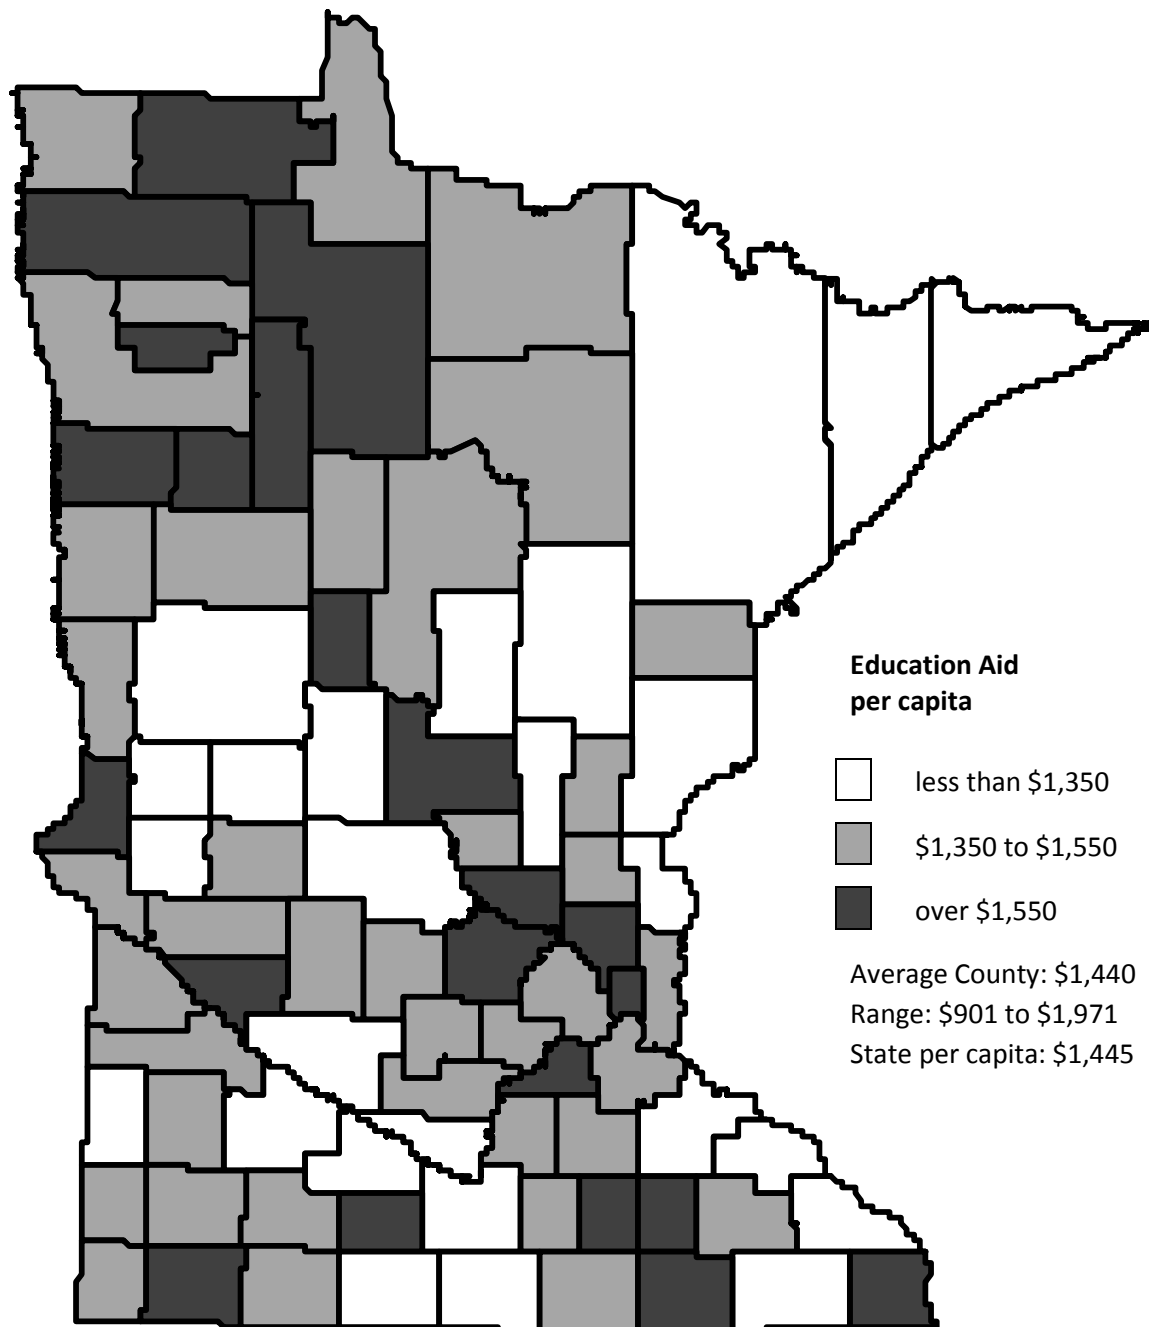 Education Aid
per capita
less than $1,350
$1,350 to $1,550
over $1,550
Average County: $1,440
Range: $901 to $1,971
State per capita: $1,445